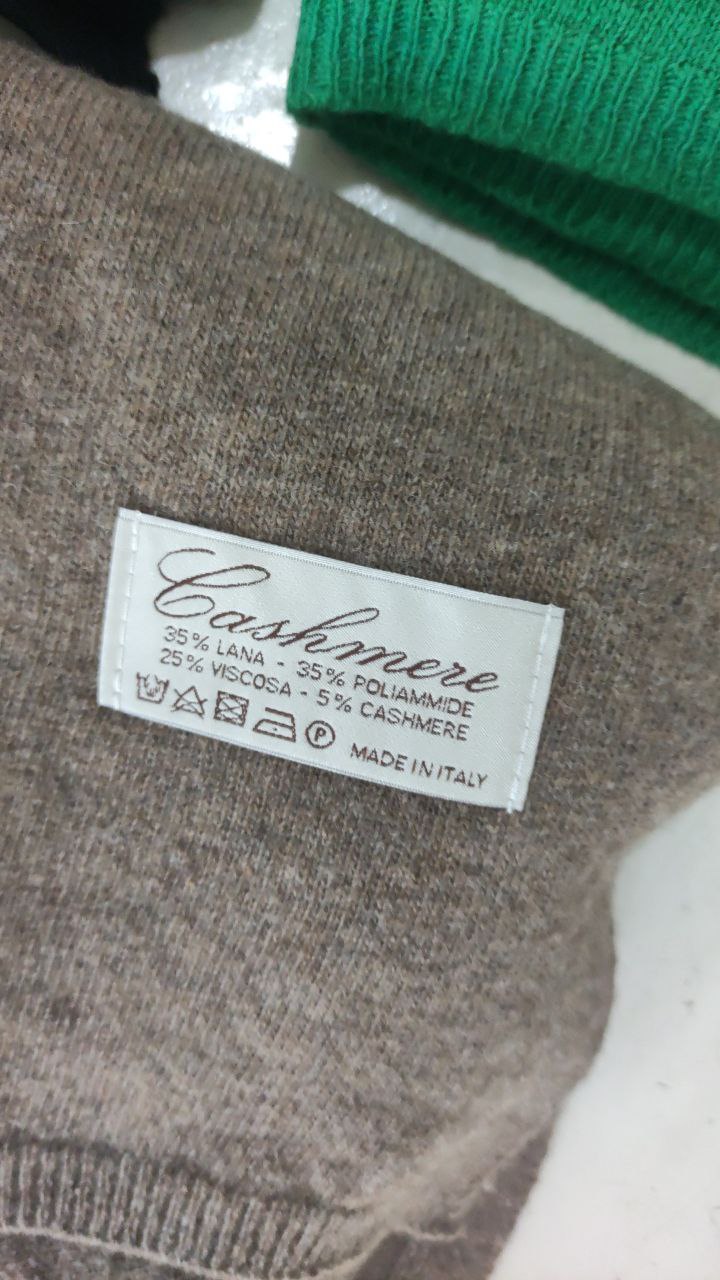 Cashmere
35% LANA - 35% POLIAMMIDE
25% VISCOSA - 5% CASHMERE
P MADE IN ITALY